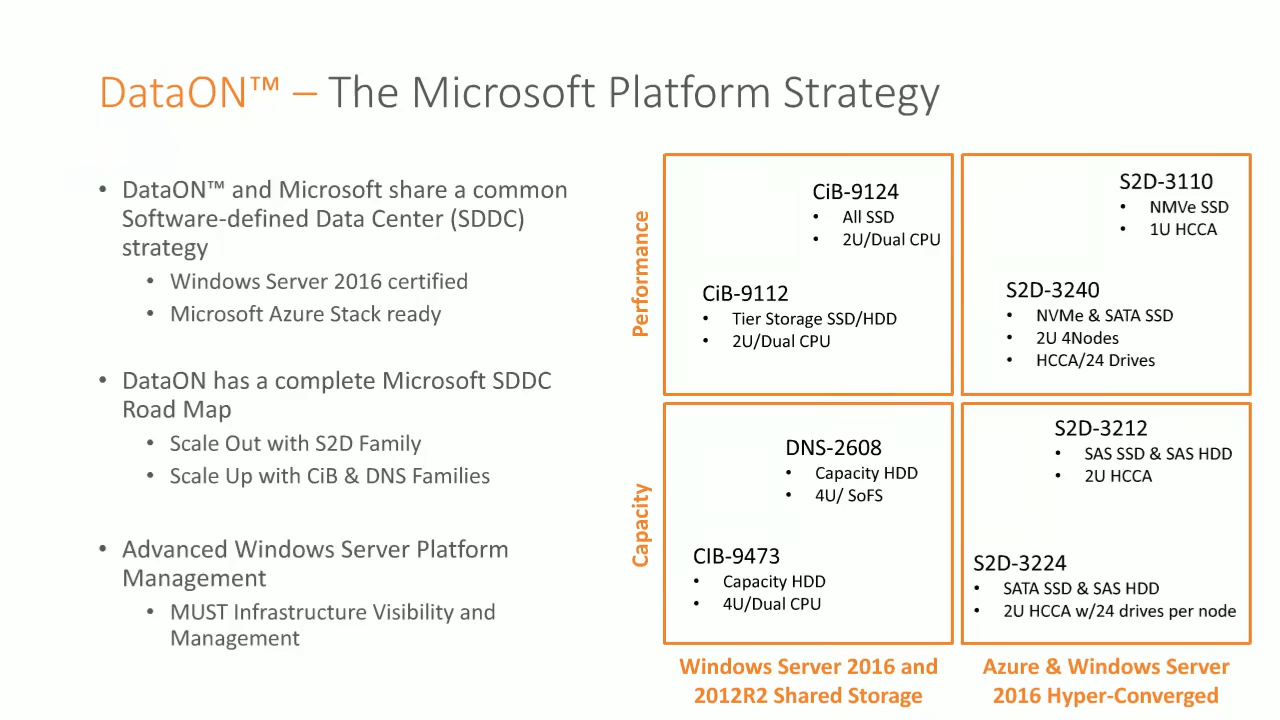 DataON™ – The Microsoft Platform Strategy
• DataON™ and Microsoft share a common
Software-defined Data Center (SDDC)
strategy
• Windows Server 2016 certified
• Microsoft Azure Stack ready
• DataON has a complete Microsoft SDDC
Road Map
• Scale Out with S2D Family
• Scale Up with CiB & DNS Families
• Advanced Windows Server Platform
Management
• MUST Infrastructure Visibility and
Management
Performance
CiB-9124
• All SSD
• 2U/Dual CPU
CiB-9112
• Tier Storage SSD/HDD
• 2U/Dual CPU
S2D-3110
• NMVe SSD
• 1U HCCA
S2D-3240
• NVMe & SATA SSD
• 2U 4Nodes
• HCCA/24 Drives
Capacity
DNS-2608
• Capacity HDD
• 4U/ SoFS
CIB-9473
• Capacity HDD
• 4U/Dual CPU
S2D-3212
• SAS SSD & SAS HDD
• 2U HCCA
S2D-3224
• SATA SSD & SAS HDD
• 2U HCCA w/24 drives per node
Windows Server 2016 and
2012R2 Shared Storage
Azure & Windows Server
2016 Hyper-Converged